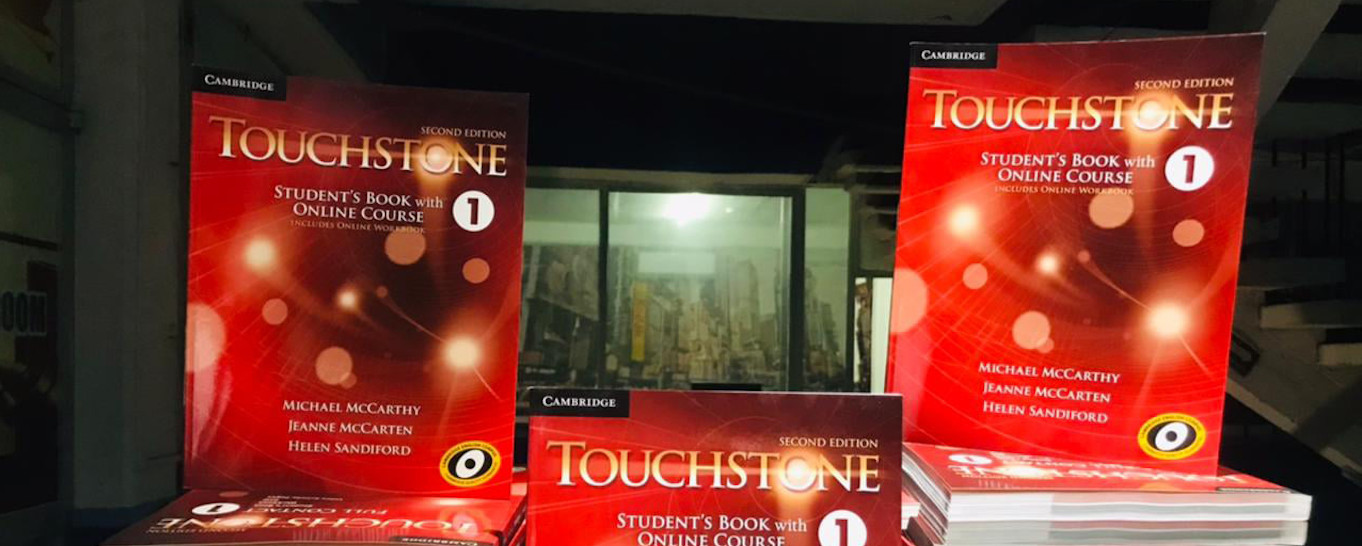 CAMBRIDGE
SECOND EDITION
TOUCHSTONE
STUDENT'S BOOK with
ONLINE COURSE
1
INCLUDES ONLINE WORKBOOK
MICHAEL MCCARTHY
JEANNE MCCARTEN
HELEN SANDIFORD
TOUCHSTONE
FULL CONTACT
1
CAMBRIDGE
CAMBRIDGE
SECOND EDITION
TOUCHSTONE
STUDENT'S BOOK with
ONLINE COURSE
1
CAMBRIDGE
SECOND EDITION
TOUCHSTONE
STUDENT'S BOOK with
ONLINE COURSE
1
INCLUDES ONLINE WORKBOOK
MICHAEL MCCARTHY
JEANNE MCCARTEN
HELEN SANDIFORD
1